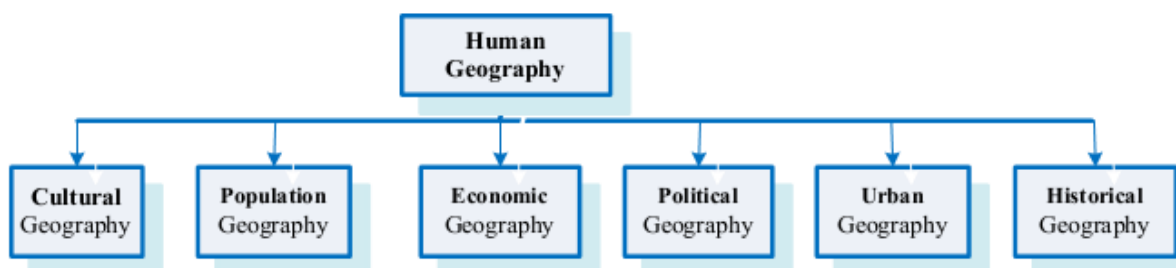 Human
Geography
Cultural
Geography
Population
Geography
Economic
Geography
Political
Geography
Urban
Geography
Historical
Geography